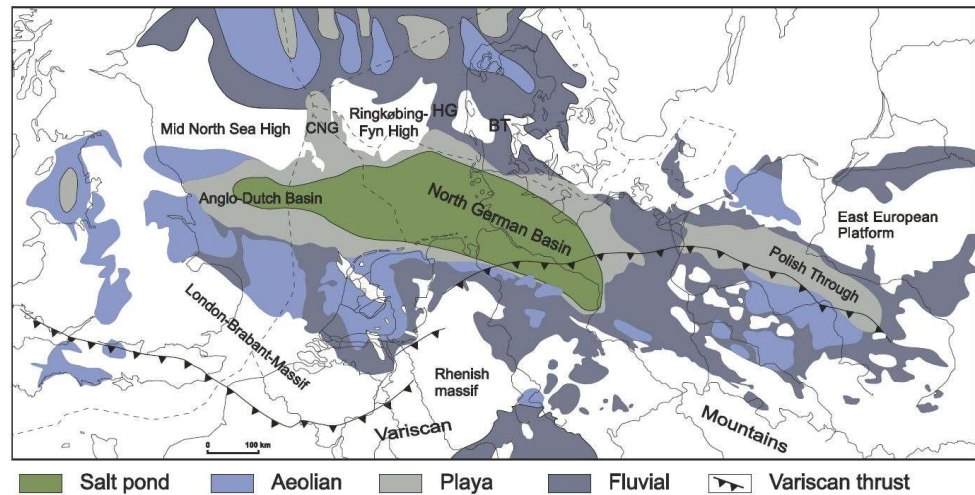 Mid North Sea High
CNG
Ringkøbing-
Fyn High
HG
BT
Anglo-Dutch Basin
North German Basin
East European
Platform
Polish Through
London-Brabant-Massif
Rhenish
massif
Variscan
Mountains
0 100 km
Salt pond
Aeolian
Playa
Fluvial
Variscan thrust